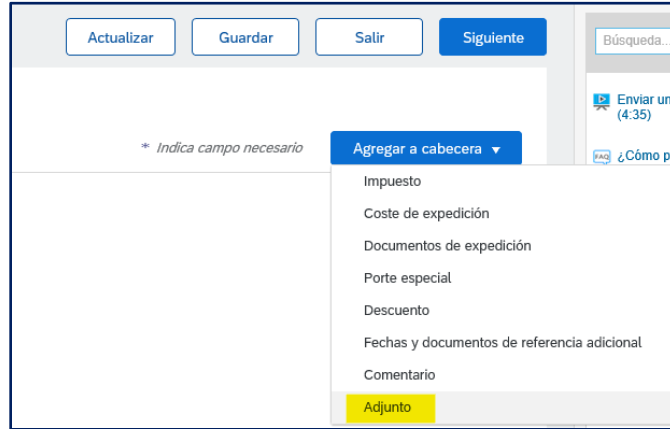 Actualizar Guardar Salir Siguiente
Búsqueda...
Enviar un
(4:35)
* Indica campo necesario Agregar a cabecera
FAQ ¿Cómo p
Impuesto
Coste de expedición
Documentos de expedición
Porte especial
Descuento
Fechas y documentos de referencia adicional
Comentario
Adjunto